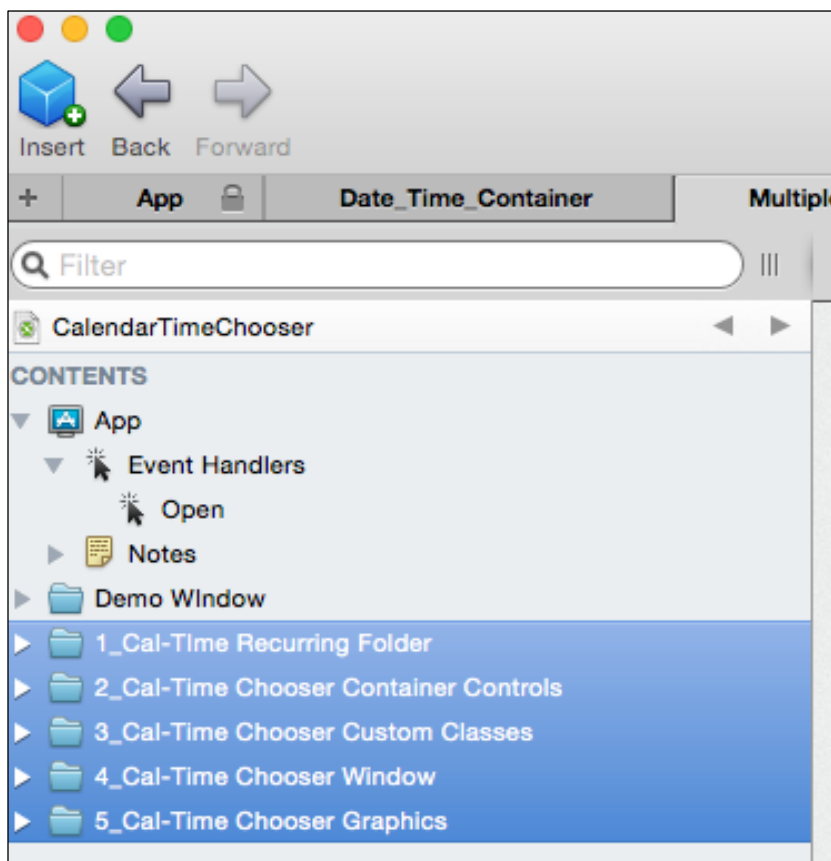 Insert Back Forward
+ App Date_Time_Container Multiple
Filter
CalendarTimeChooser
CONTENTS
App
Event Handlers
Open
Notes
Demo WIndow
1_Cal-TIme Recurring Folder
2_Cal-Time Chooser Container Controls
3_Cal-Time Chooser Custom Classes
4_Cal-Time Chooser Window
5_Cal-Time Chooser Graphics